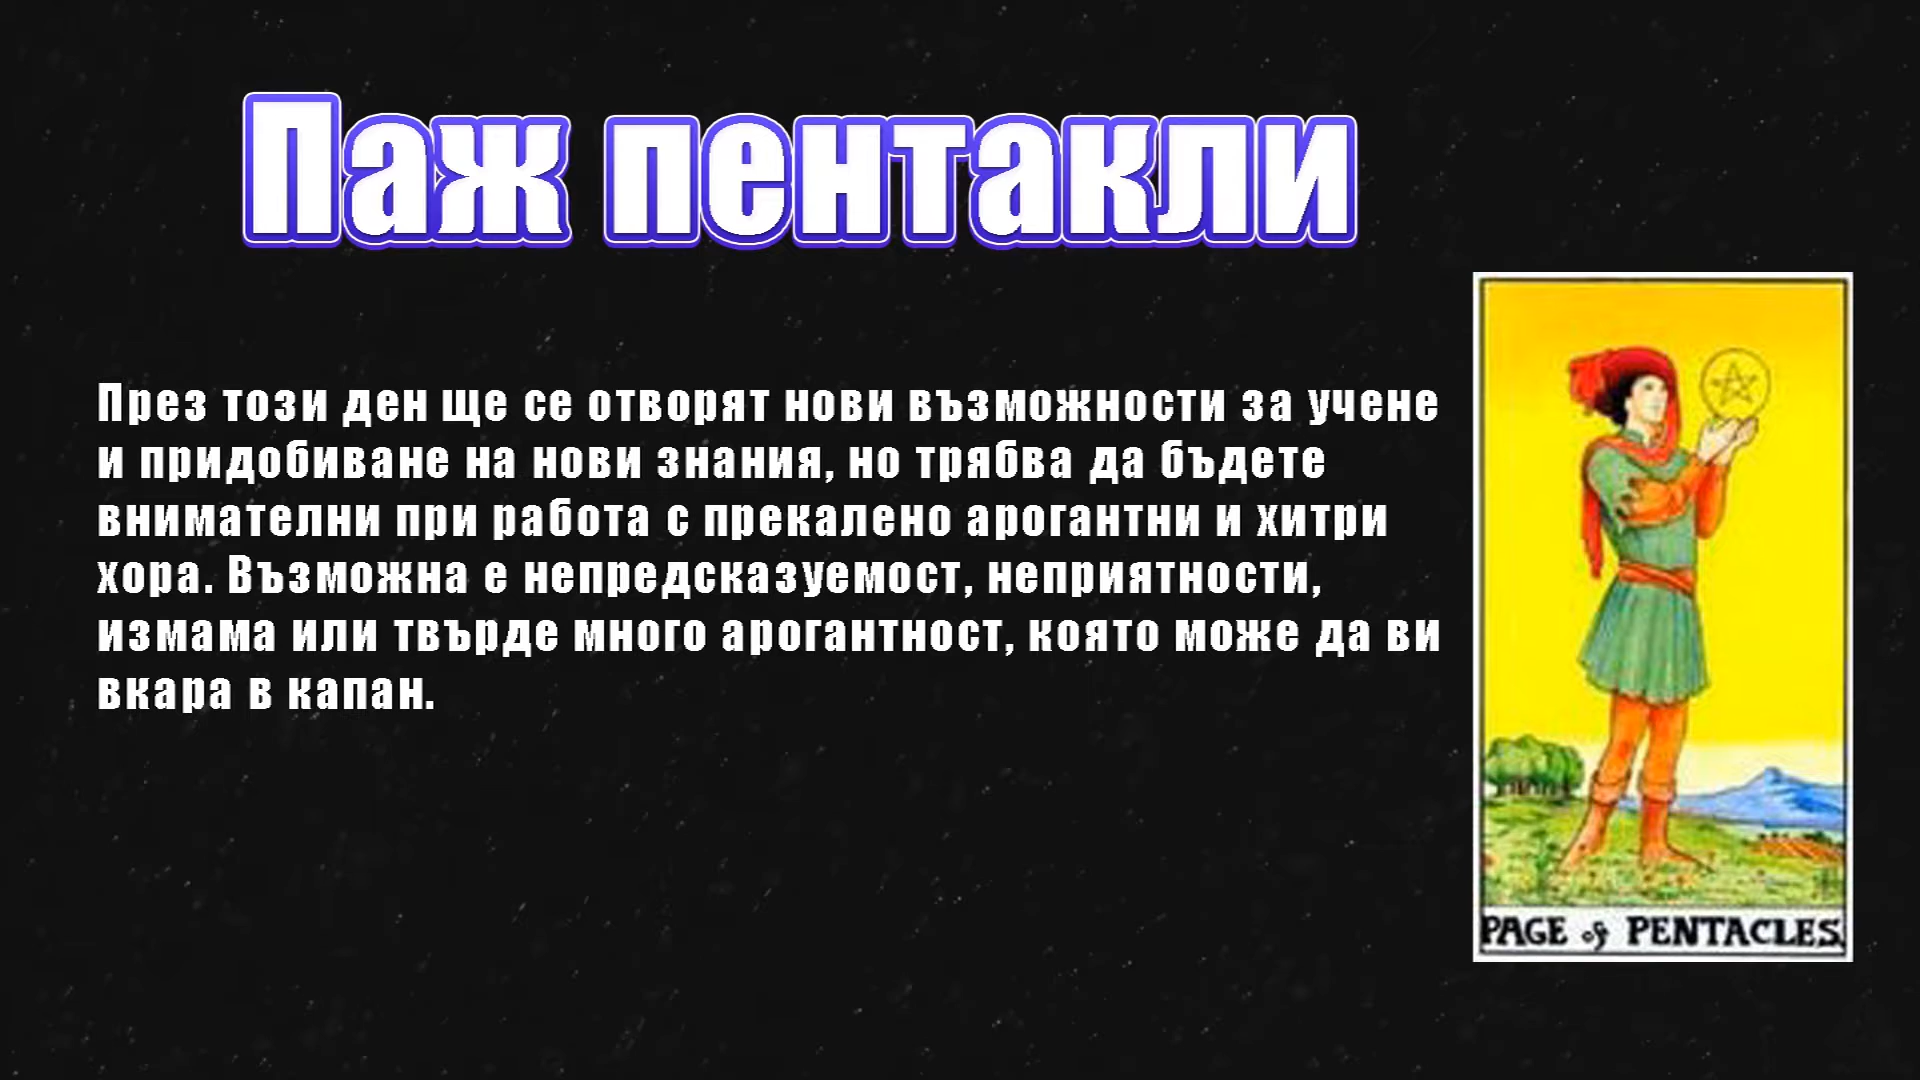 Паж пентакли
През този ден ще се отворят нови възможности за учене
и придобиване на нови знания, но трябва да бъдете
внимателни при работа с прекалено арогантни и хитри
хора. Възможна е непредсказуемост, неприятности,
измама или твърде много арогантност, която може да ви
вкара в капан.
PAGE of PENTACLES